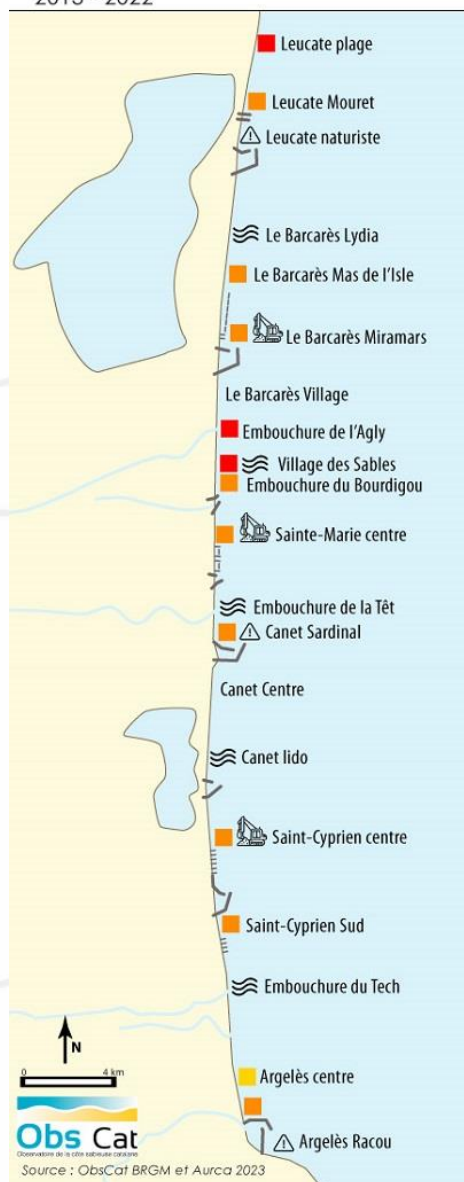 2013 - 2022
Leucate plage
Leucate Mouret
Leucate naturiste
Le Barcarès Lydia
Le Barcarès Mas de l'Isle
Le Barcarès Miramars
Le Barcarès Village
Embouchure de l'Agly
Village des Sables
Embouchure du Bourdigou
Sainte-Marie centre
Embouchure de la Têt
Canet Sardinal
Canet Centre
Canet lido
Saint-Cyprien centre
Saint-Cyprien Sud
Embouchure du Tech
N
0 4 km
Argelès centre
Obs Cat
Observatoire de la côte sableuse catalane
Argelès Racou
Source : ObsCat BRGM et Aurca 2023